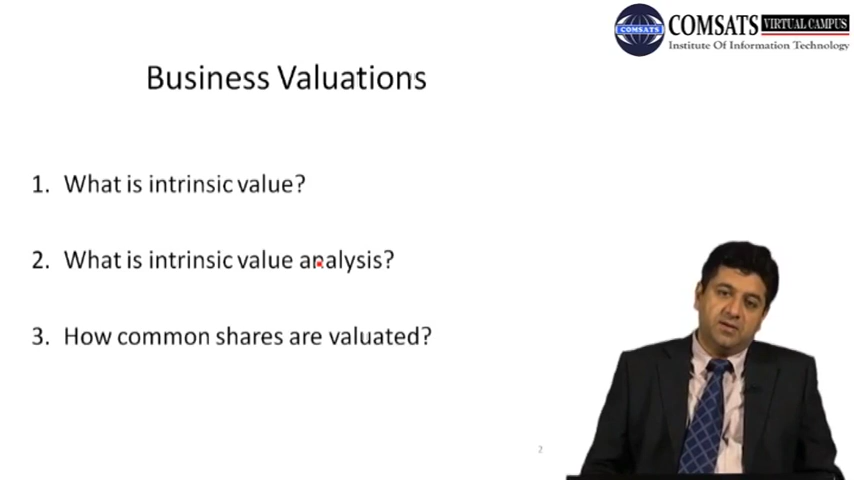 COMSATS VIRTUAL CAMPUS
Institute Of Information Technology
COMSATS
Business Valuations
1. What is intrinsic value?
2. What is intrinsic value analysis?
3. How common shares are valuated?
2